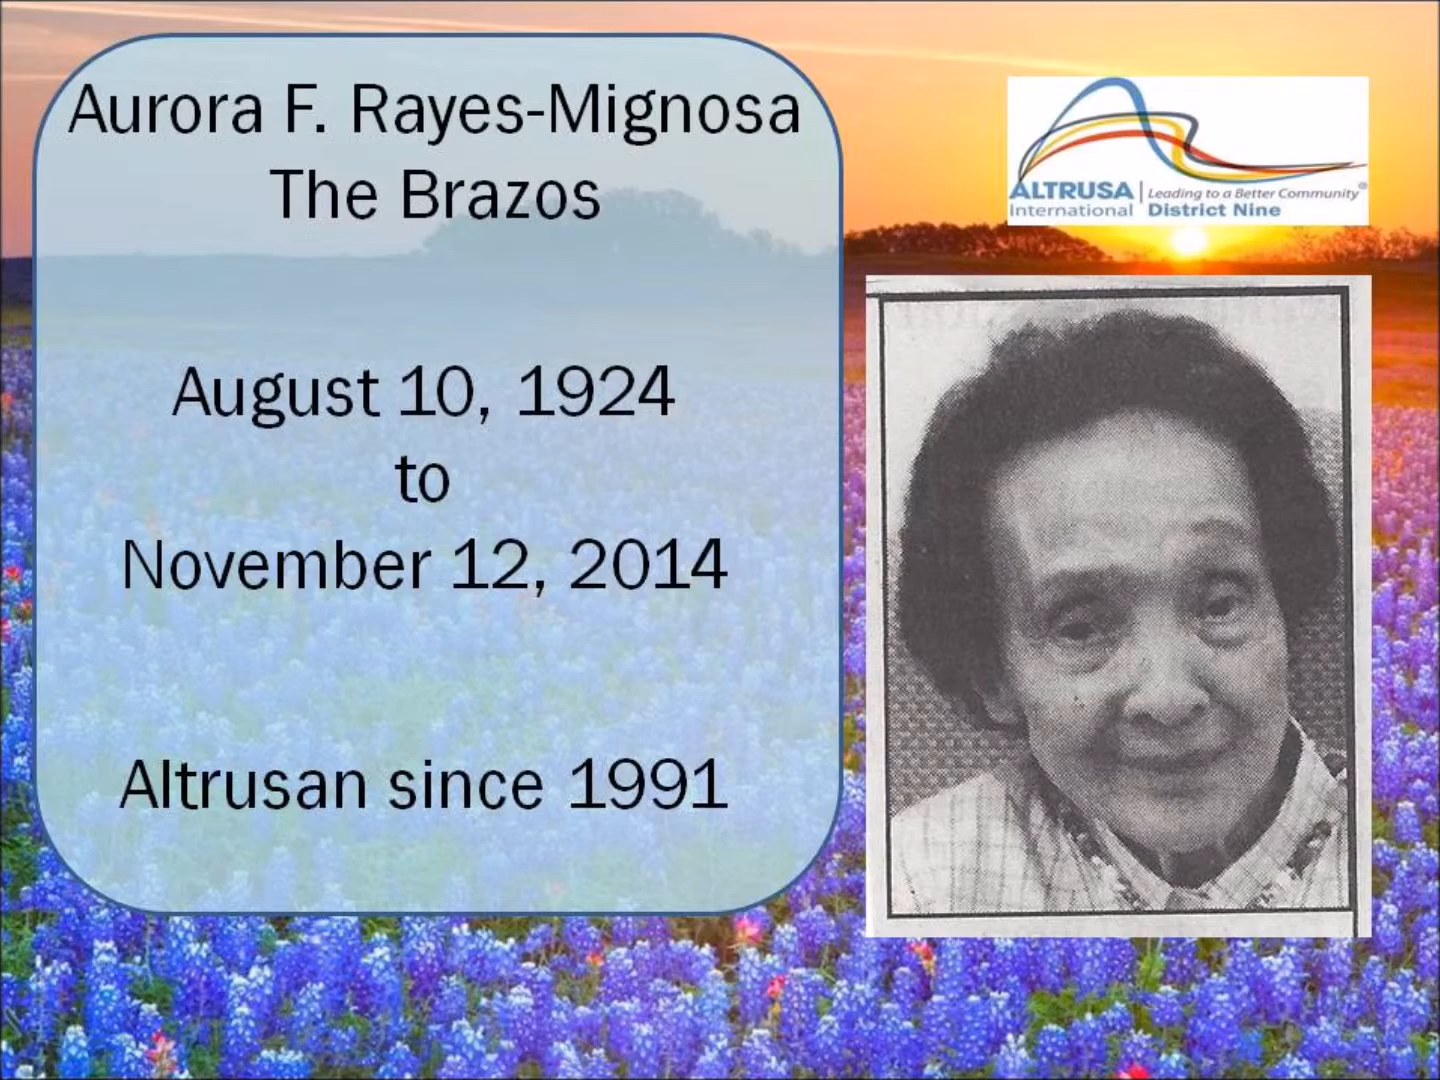 Aurora F. Rayes-Mignosa
The Brazos
August 10, 1924
to
November 12, 2014
Altrusan since 1991
ALTRUSA | Leading to a Better Community®
International District Nine